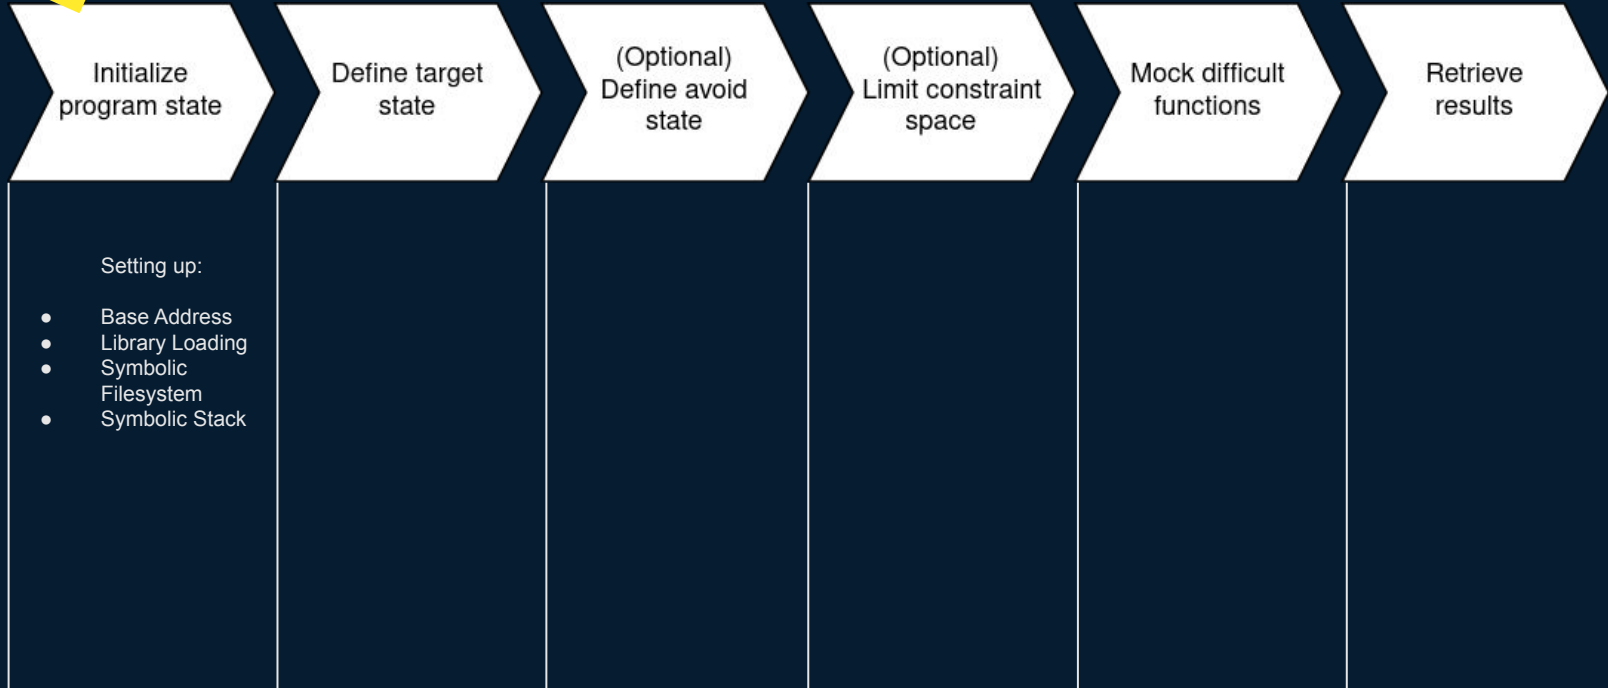 Initialize
program state
Define target
state
(Optional)
Define avoid
state
(Optional)
Limit constraint
space
Mock difficult
functions
Retrieve
results
Setting up:
● Base Address
● Library Loading
● Symbolic
Filesystem
● Symbolic Stack